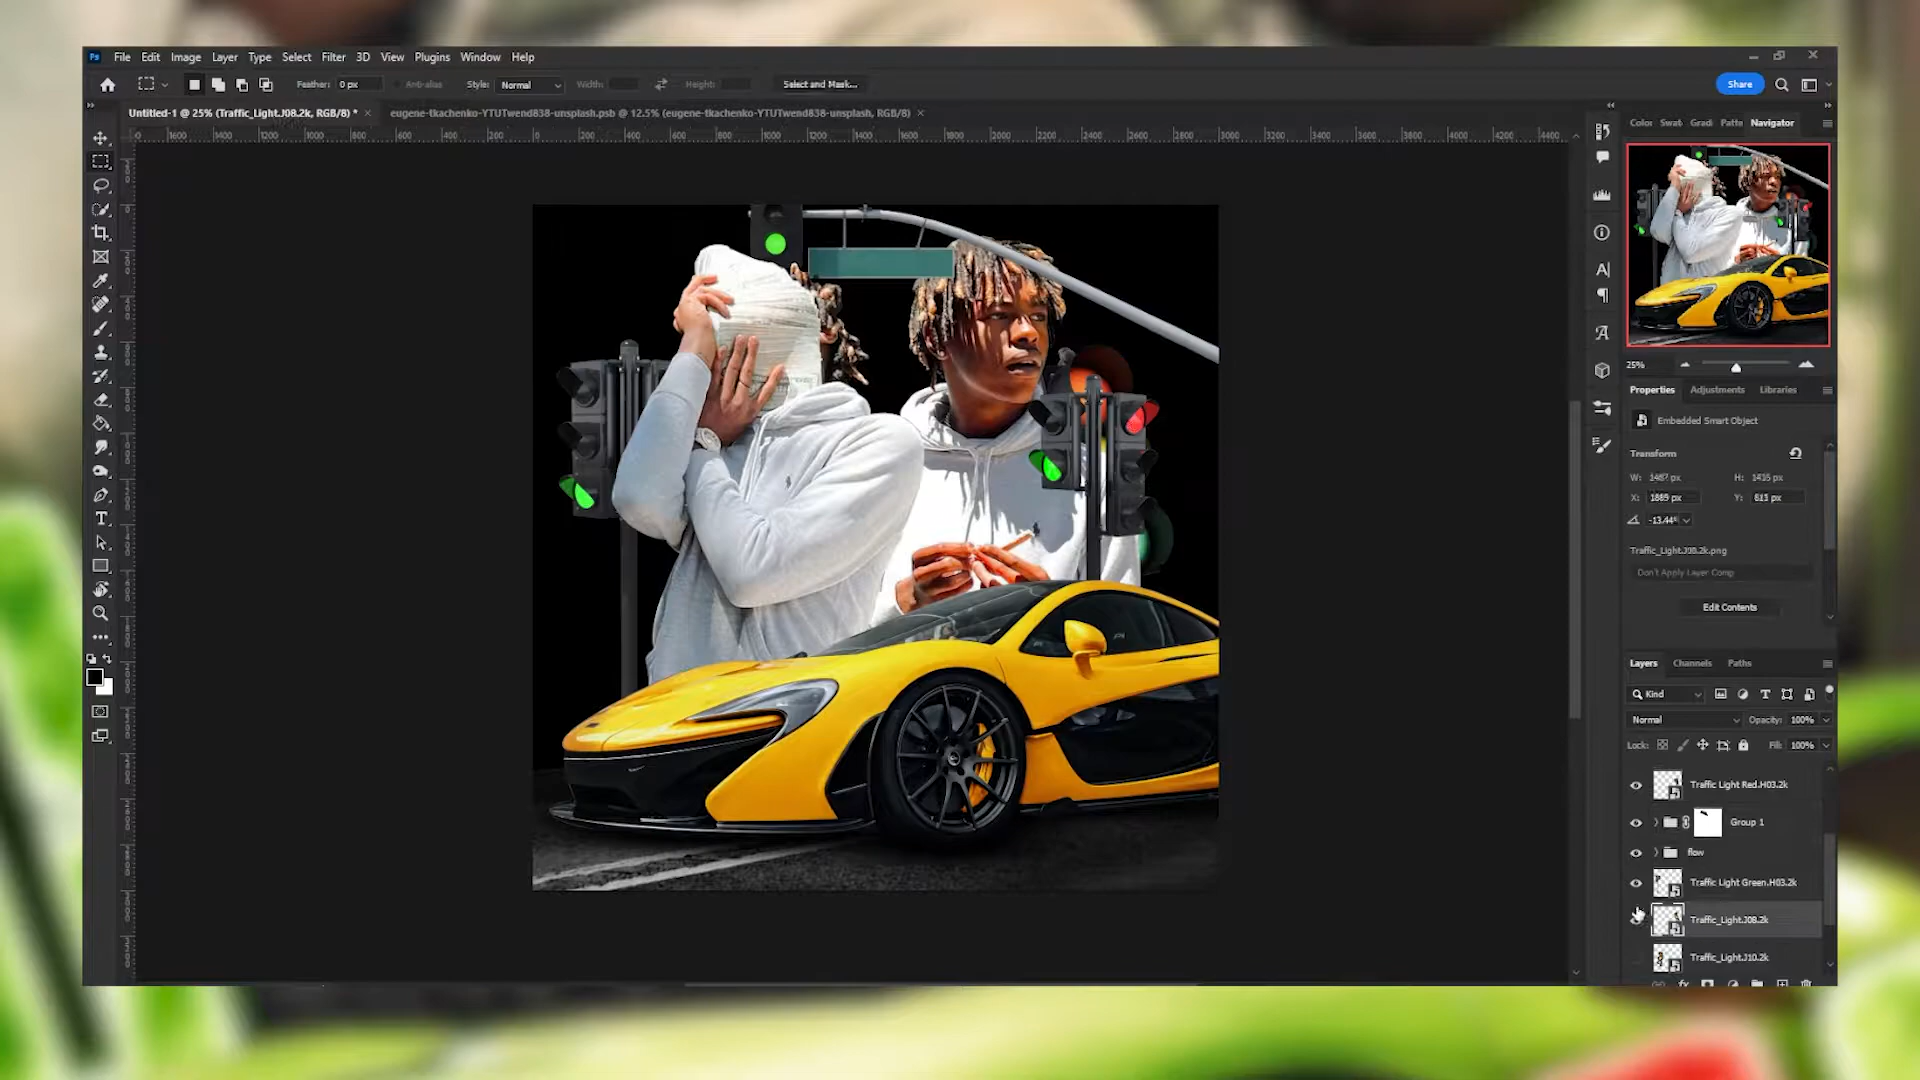 Ps File Edit Image Layer Type Select Filter 3D View Plugins Window Help
Feather: 0 px Anti-alias Style: Normal Width: Height: Select and Mask... Share
Untitled-1 @ 25% (Traffic_Light.J08.2k, RGB/8) * × eugene-tkachenko-YTUTwend838-unsplash.psb @ 12.5% (eugene-tkachenko-YTUTwend838-unsplash, RGB/8) ×
Color Swat Gradi Patte Navigator
25%
Properties Adjustments Libraries
Embedded Smart Object
Transform
W: 1487 px H: 1415 px
X: 1889 px Y: 613 px
-13.44°
Traffic_Light.J08.2k.png
Don't Apply Layer Comp
Edit Contents
Layers Channels Paths
Kind
Normal Opacity: 100%
Lock: Fill: 100%
Traffic Light Red.H03.2k
Group 1
flow
Traffic Light Green.H03.2k
Traffic_Light.J08.2k
Traffic_Light.J10.2k